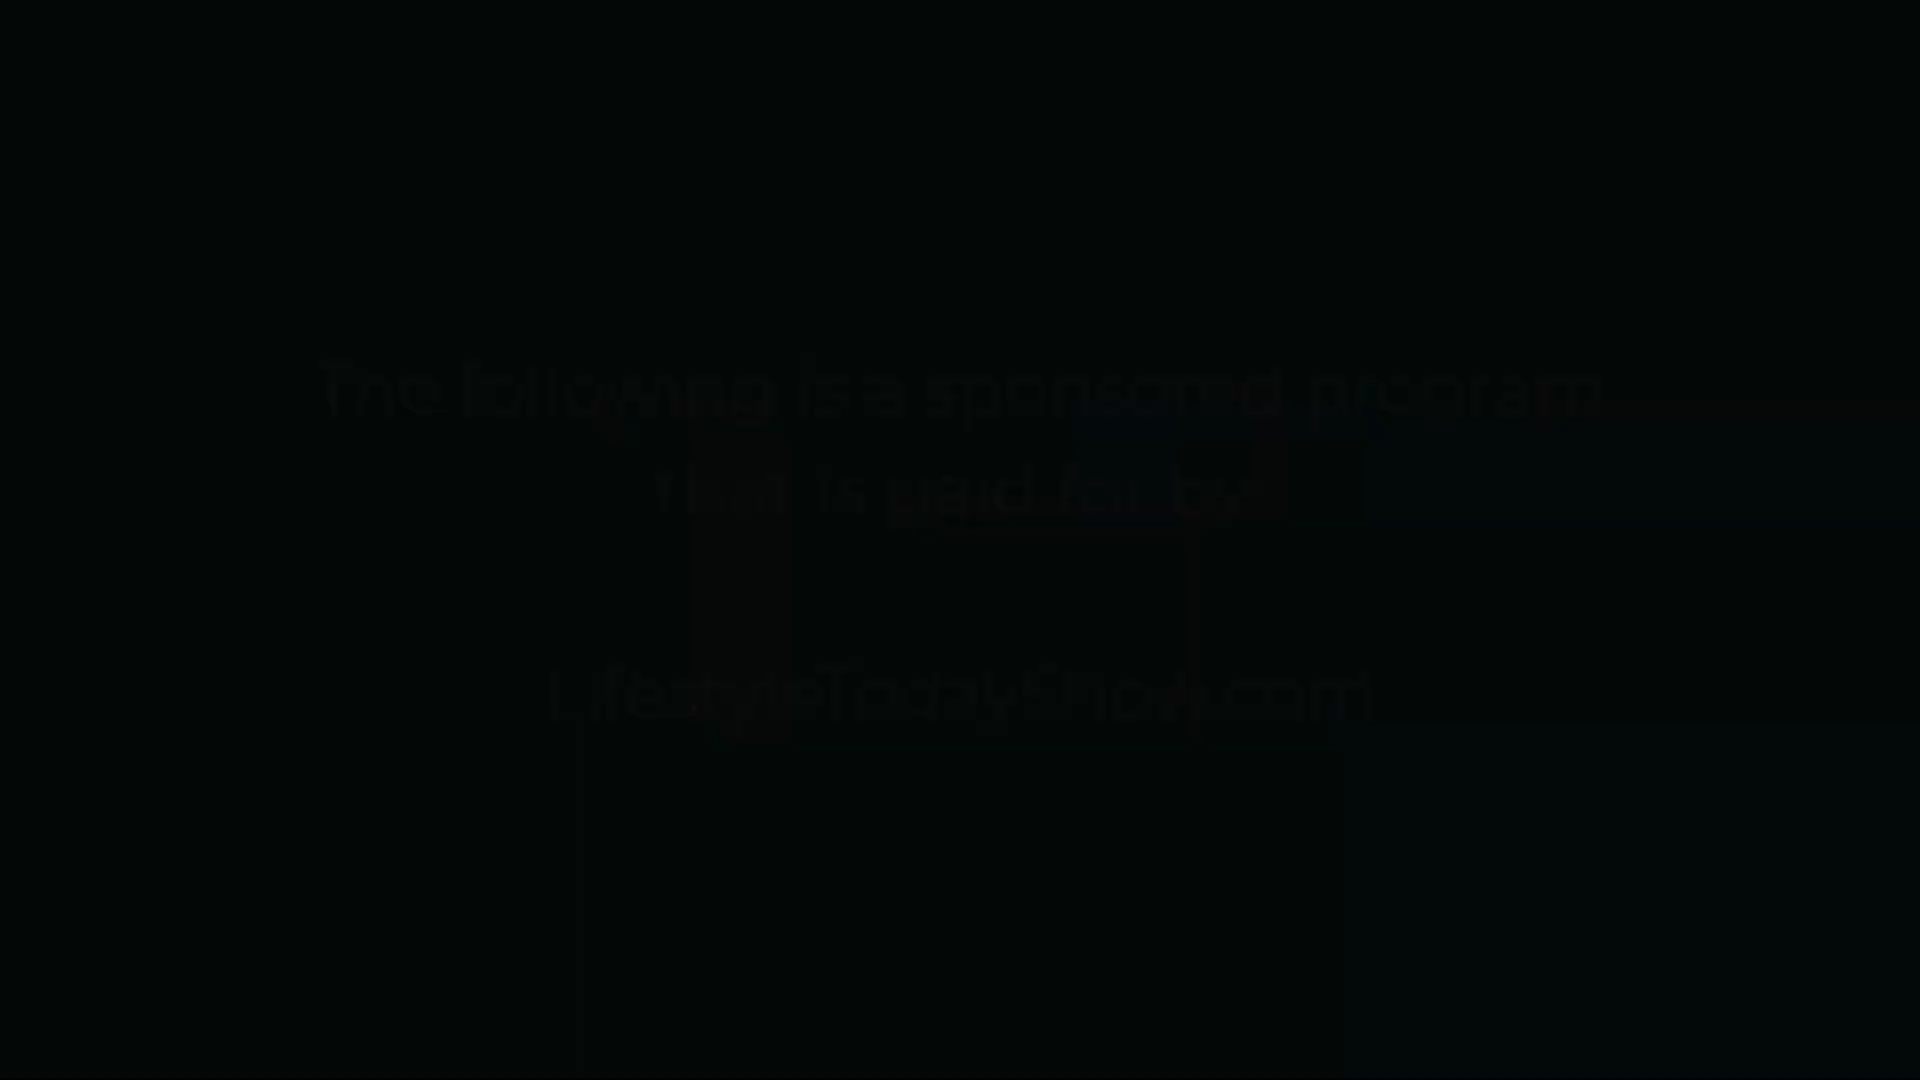 The following is a sponsored program
that is paid for by
LifestyleTodayShow.com